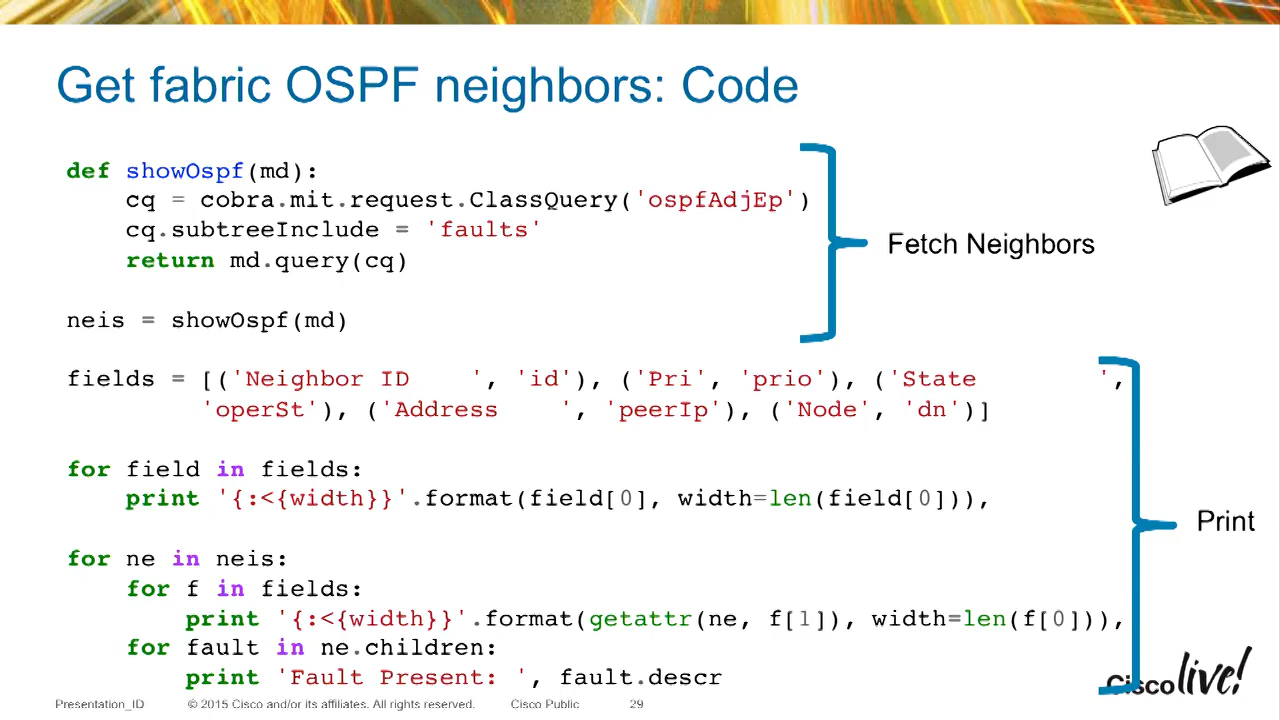 Get fabric OSPF neighbors: Code
def showOspf(md):
    cq = cobra.mit.request.ClassQuery('ospfAdjEp')
    cq.subtreeInclude = 'faults'
    return md.query(cq)
Fetch Neighbors
neis = showOspf(md)
fields = [('Neighbor ID    ', 'id'), ('Pri', 'prio'), ('State        ',
         'operSt'), ('Address    ', 'peerIp'), ('Node', 'dn')]
for field in fields:
    print '{:<{width}}'.format(field[0], width=len(field[0])),
Print
for ne in neis:
    for f in fields:
        print '{:<{width}}'.format(getattr(ne, f[1]), width=len(f[0])),
    for fault in ne.children:
        print 'Fault Present: ', fault.descr
Cisco live!
Presentation_ID © 2015 Cisco and/or its affiliates. All rights reserved. Cisco Public 29